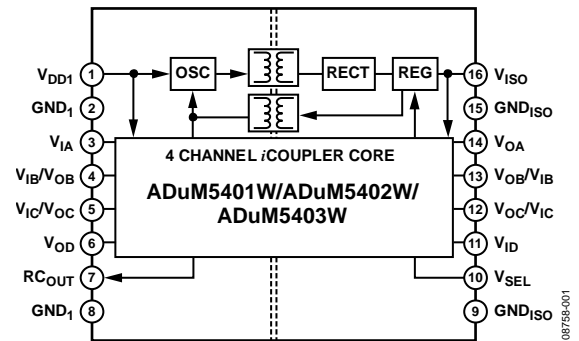 OSC
RECT
REG
V_DD1 1
16 V_ISO
GND_1 2
15 GND_ISO
V_IA 3
14 V_OA
4 CHANNEL iCOUPLER CORE
V_IB/V_OB 4
13 V_OB/V_IB
ADuM5401W/ADuM5402W/
ADuM5403W
V_IC/V_OC 5
12 V_OC/V_IC
V_OD 6
11 V_ID
RC_OUT 7
10 V_SEL
GND_1 8
9 GND_ISO
08758-001